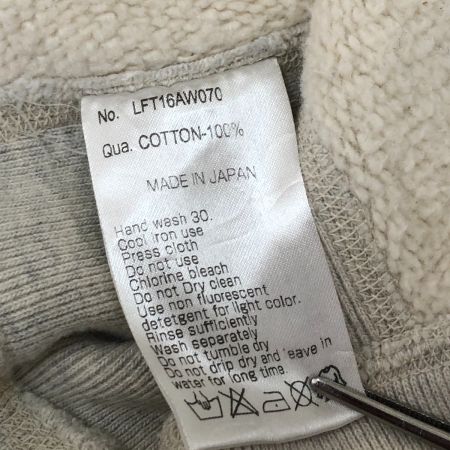 No. LFT16AW070
Qua. COTTON-100%
MADE IN JAPAN
Hand wash 30.
Cool iron use
Press cloth
Do not use
Chlorine bleach
Do not Dry clean
Use non fluorescent
detetgent for light color.
Rinse sufficiently
Wash separately
Do not tumble dry
Do not drip dry and leave in
water for long time